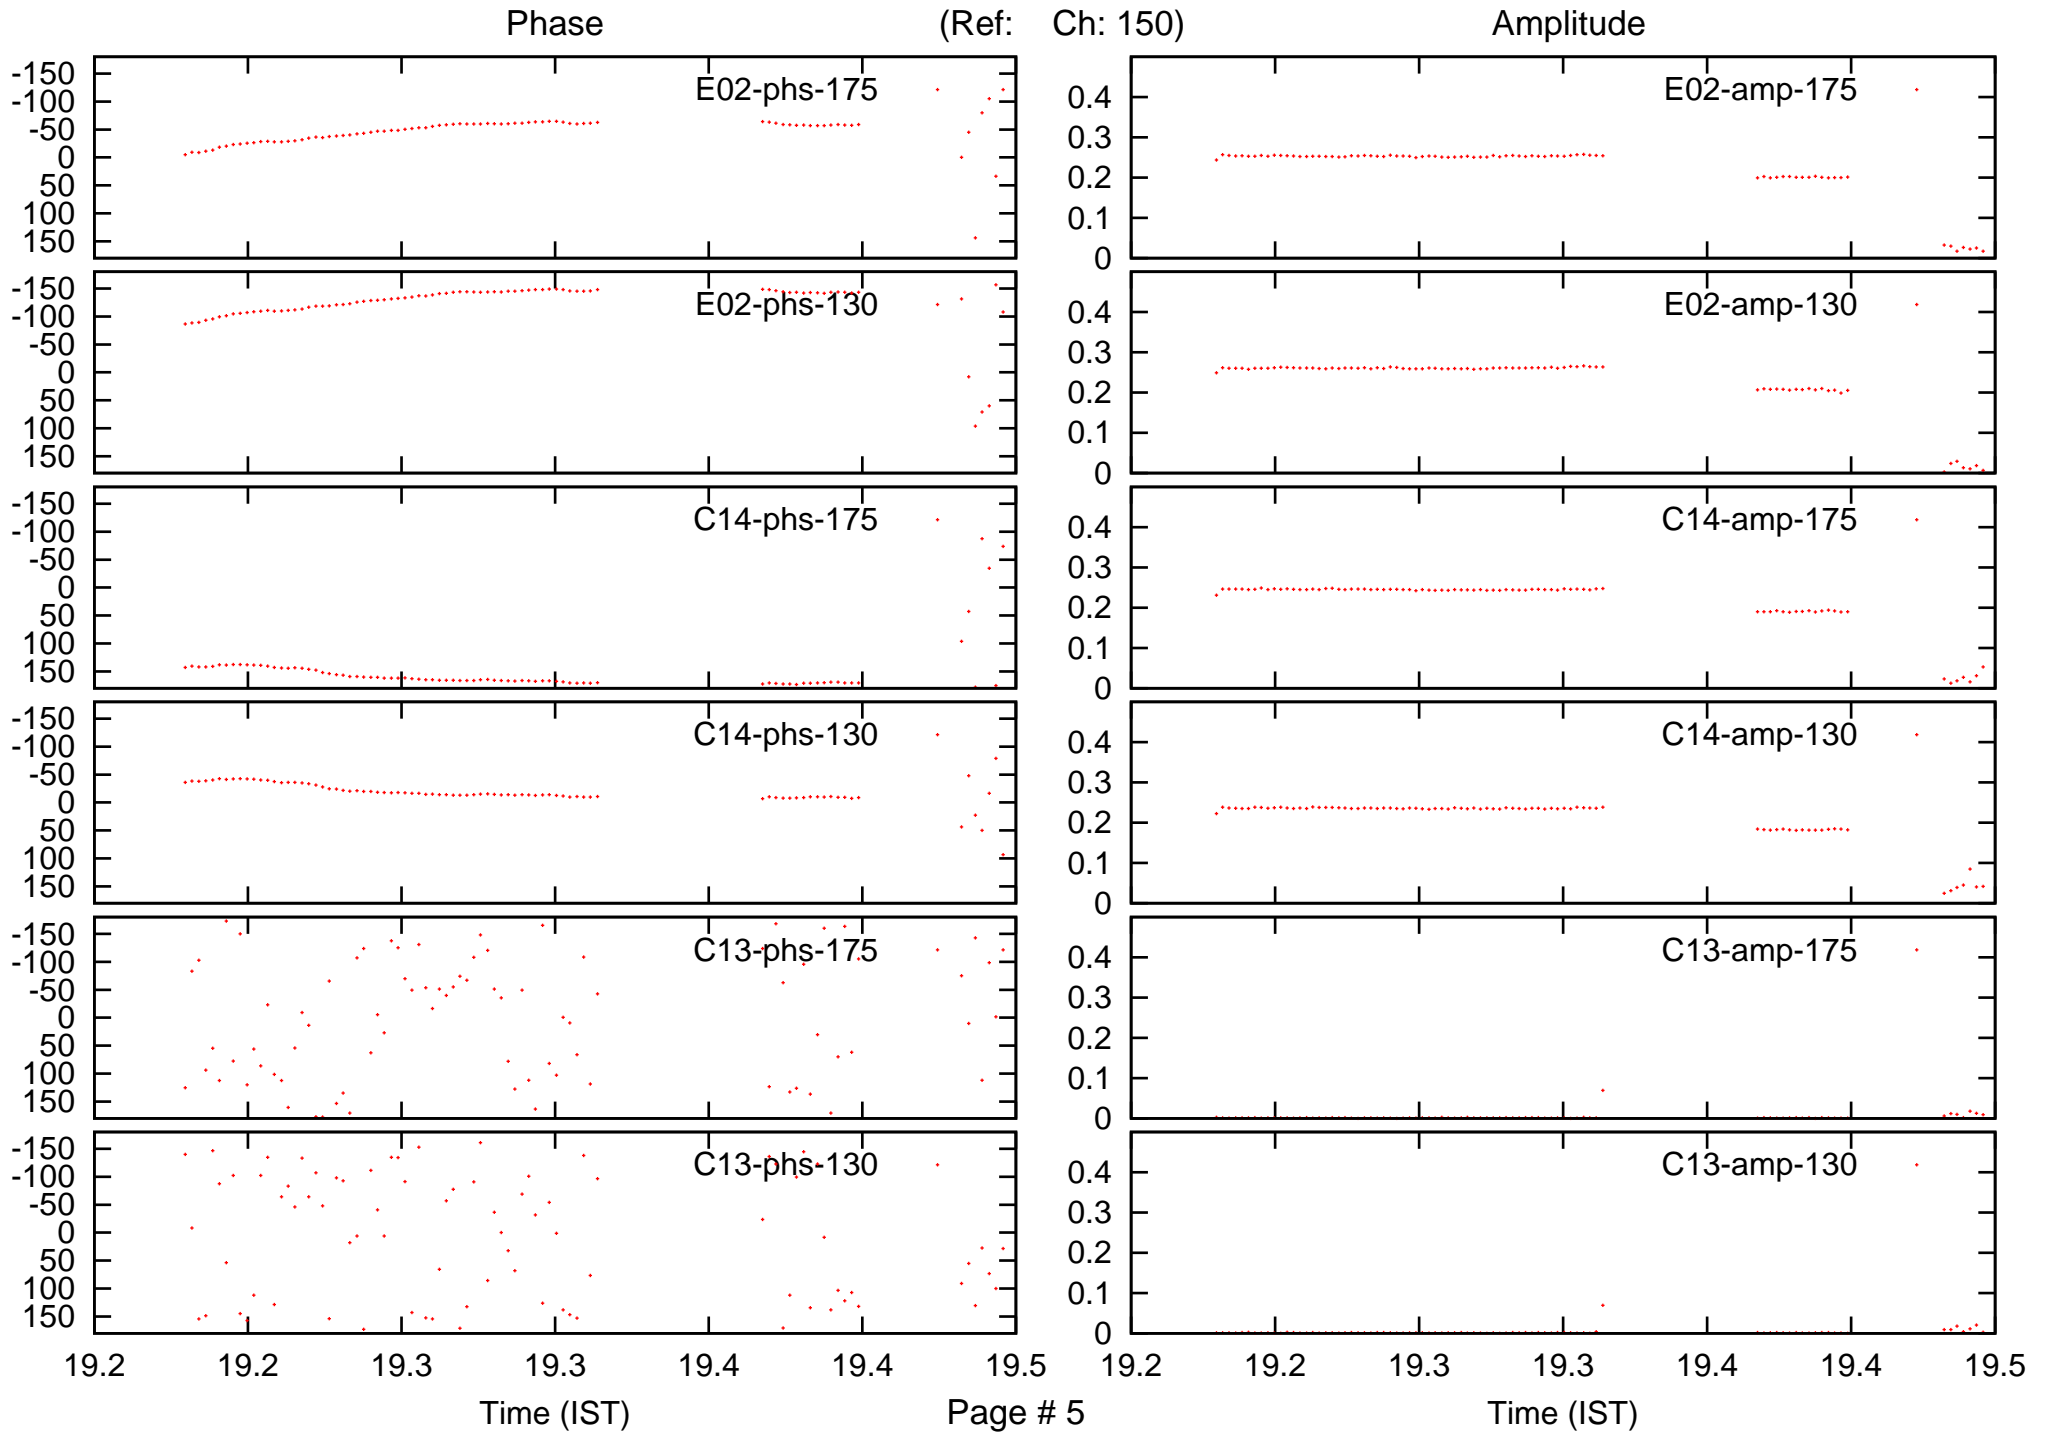 Phase (Ref: Ch: 150) Amplitude
E02-phs-175 E02-amp-175
-150 -100 -50 0 50 100 150
0.4 0.3 0.2 0.1 0
E02-phs-130 E02-amp-130
-150 -100 -50 0 50 100 150
0.4 0.3 0.2 0.1 0
C14-phs-175 C14-amp-175
-150 -100 -50 0 50 100 150
0.4 0.3 0.2 0.1 0
C14-phs-130 C14-amp-130
-150 -100 -50 0 50 100 150
0.4 0.3 0.2 0.1 0
C13-phs-175 C13-amp-175
-150 -100 -50 0 50 100 150
0.4 0.3 0.2 0.1 0
C13-phs-130 C13-amp-130
-150 -100 -50 0 50 100 150
0.4 0.3 0.2 0.1 0
19.2 19.2 19.3 19.3 19.4 19.4 19.5 19.2 19.2 19.3 19.3 19.4 19.4 19.5
Time (IST) Page # 5 Time (IST)